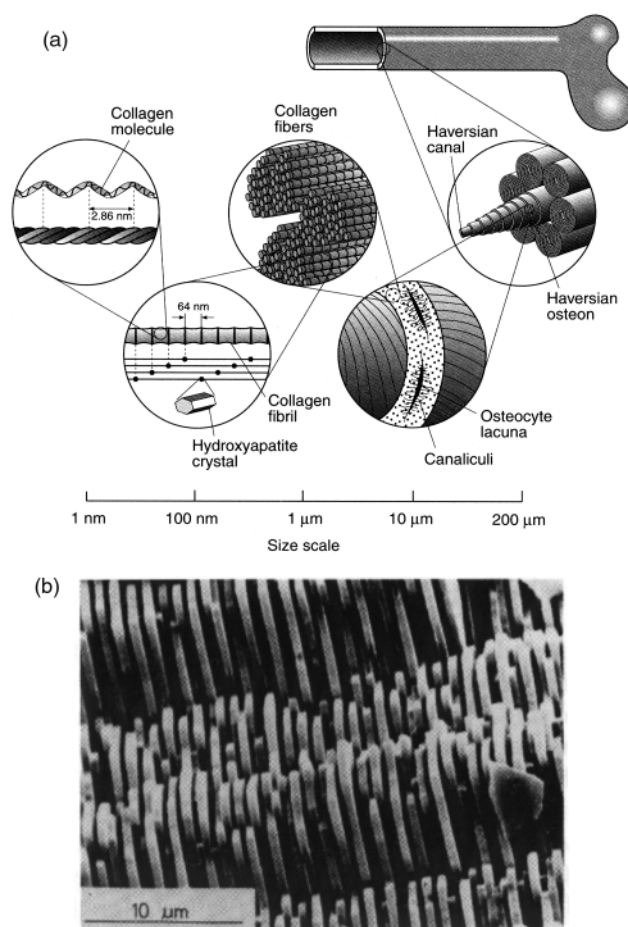 (a)
Collagen
molecule
Collagen
fibers
Haversian
canal
2.86 nm
64 nm
Haversian
osteon
Collagen
fibril
Hydroxyapatite
crystal
Osteocyte
lacuna
Canaliculi
1 nm 100 nm 1 μm 10 μm 200 μm
Size scale
(b)
10 μm